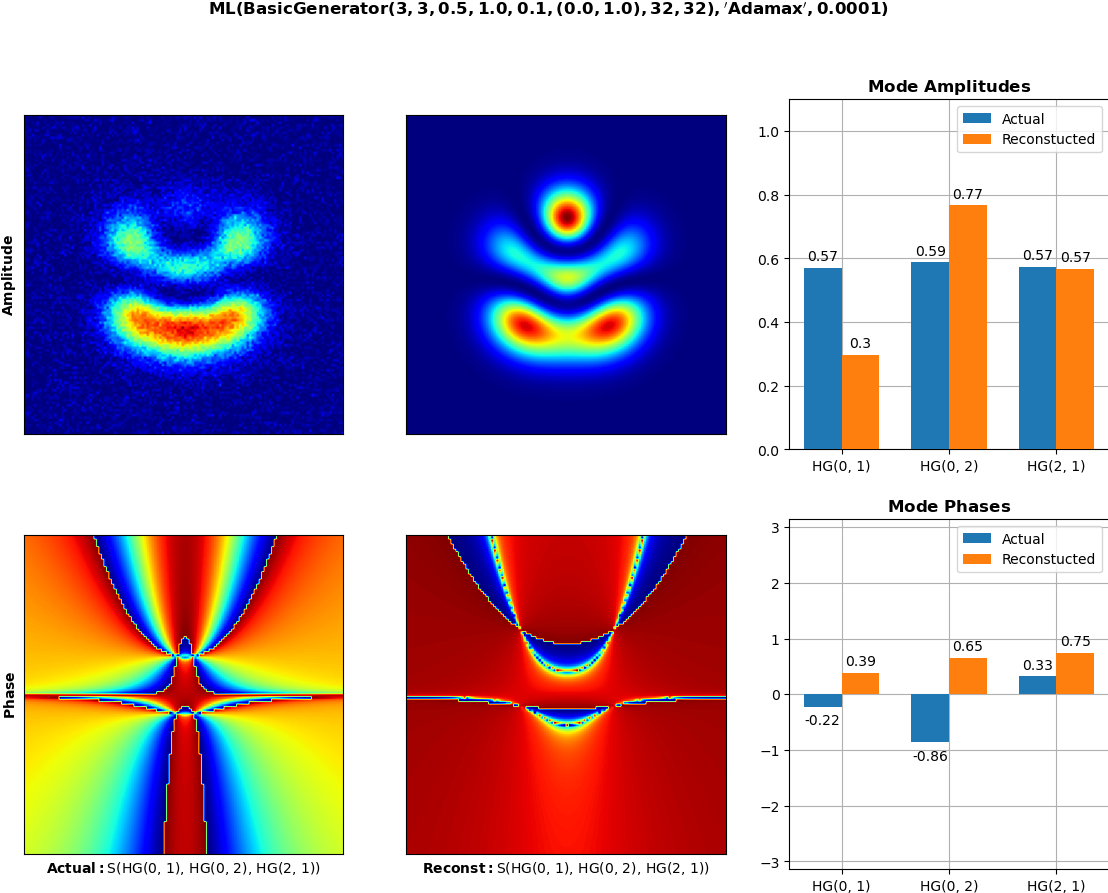 ML(BasicGenerator(3, 3, 0.5, 1.0, 0.1, (0.0, 1.0), 32, 32), ′Adamax′, 0.0001)
Amplitude
Mode Amplitudes
Actual
Reconstucted
1.0
0.8
0.6
0.4
0.2
0.0
0.57
0.3
0.59
0.77
0.57
0.57
HG(0, 1)
HG(0, 2)
HG(2, 1)
Phase
Actual: S(HG(0, 1), HG(0, 2), HG(2, 1))
Reconst: S(HG(0, 1), HG(0, 2), HG(2, 1))
Mode Phases
Actual
Reconstucted
3
2
1
0
−1
−2
−3
-0.22
0.39
-0.86
0.65
0.33
0.75
HG(0, 1)
HG(0, 2)
HG(2, 1)